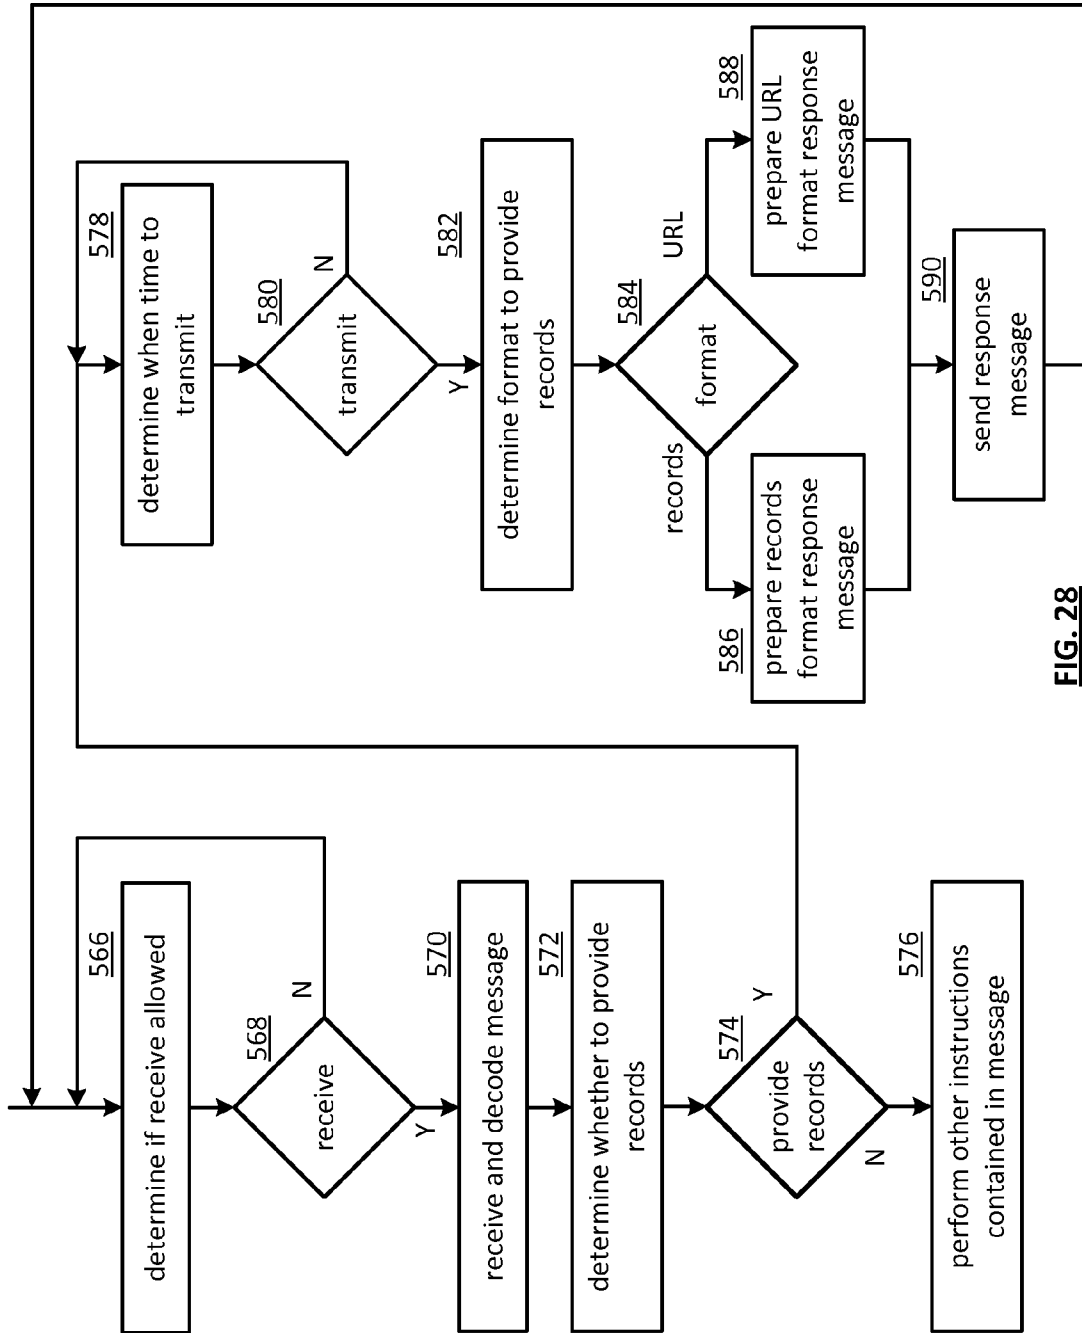 566
determine if receive allowed
568
receive
N
Y
570
receive and decode message
572
determine whether to provide
records
574
provide
records
Y
N
576
perform other instructions
contained in message
578
determine when time to
transmit
580
transmit
N
Y
582
determine format to provide
records
584
format
records
URL
586
prepare records
format response
message
588
prepare URL
format response
message
590
send response
message
FIG. 28